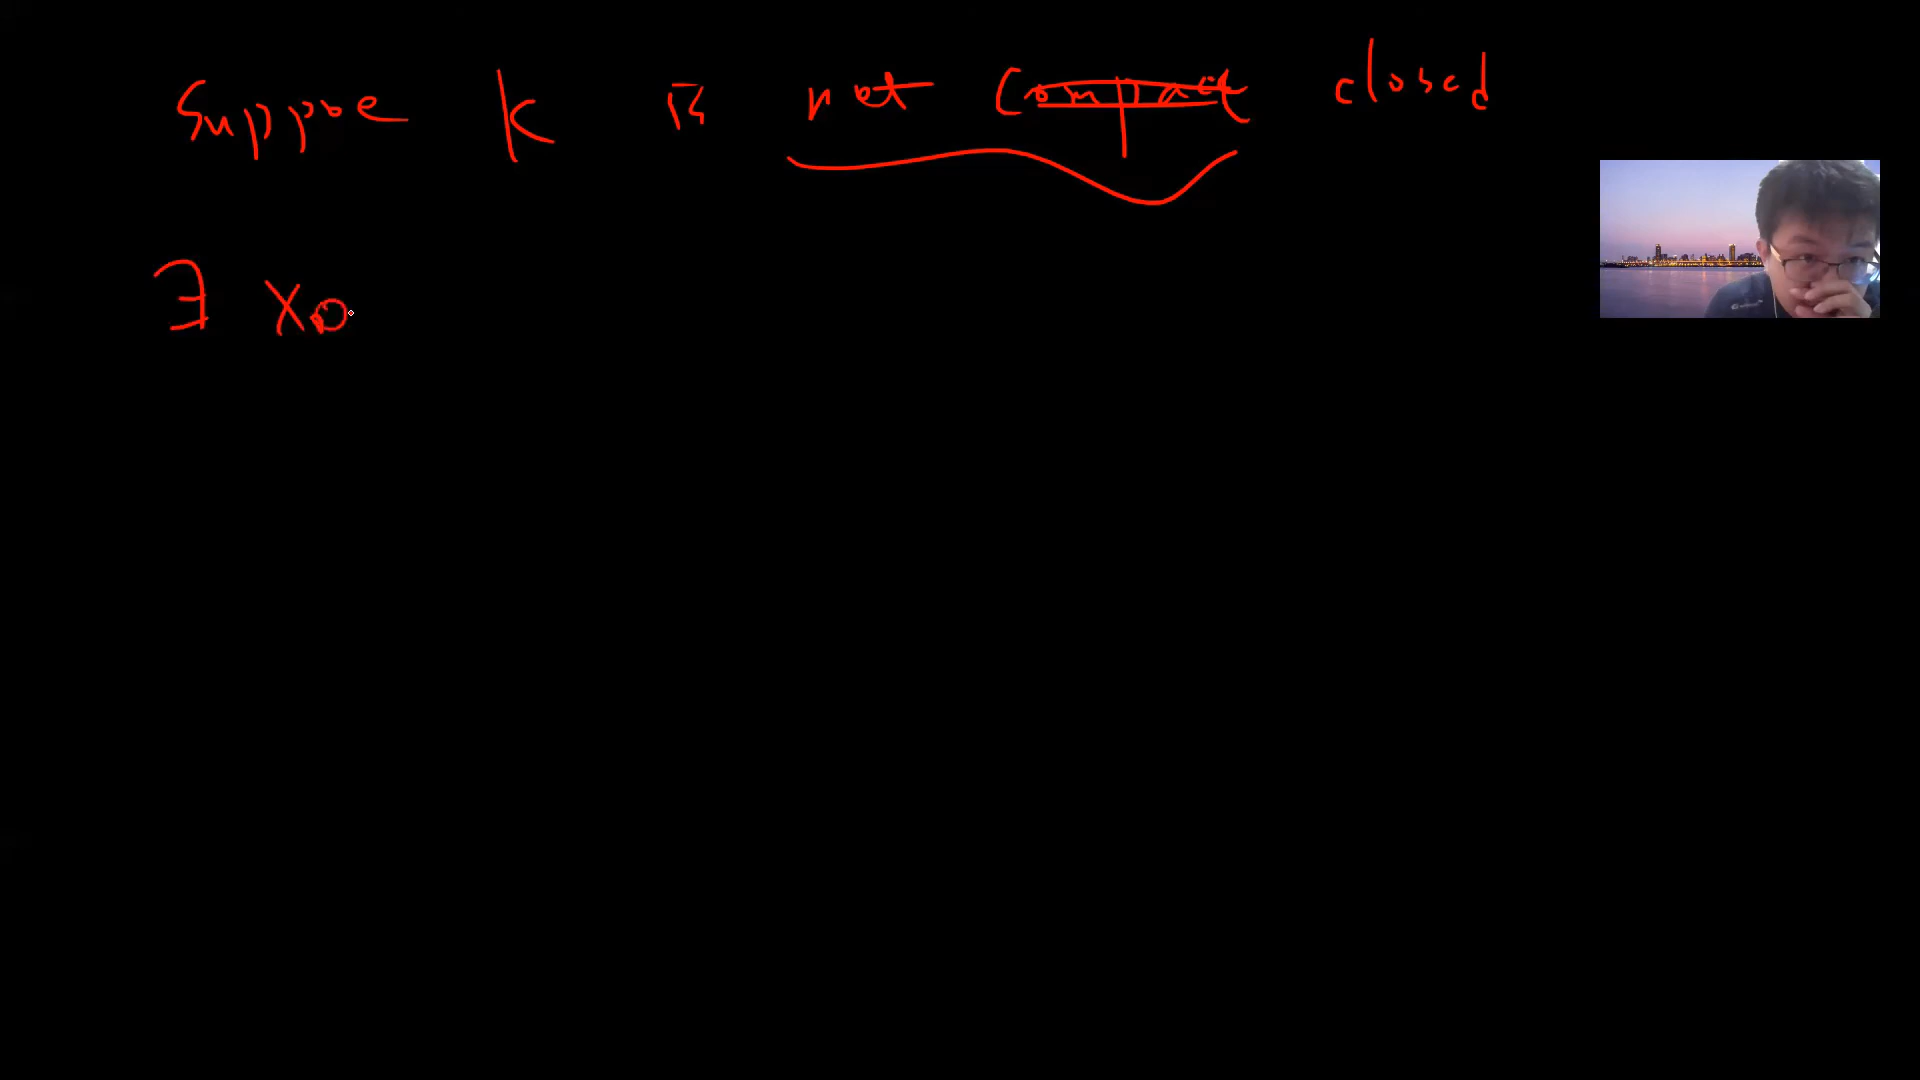 Suppose K is not compact closed
∃ x₀